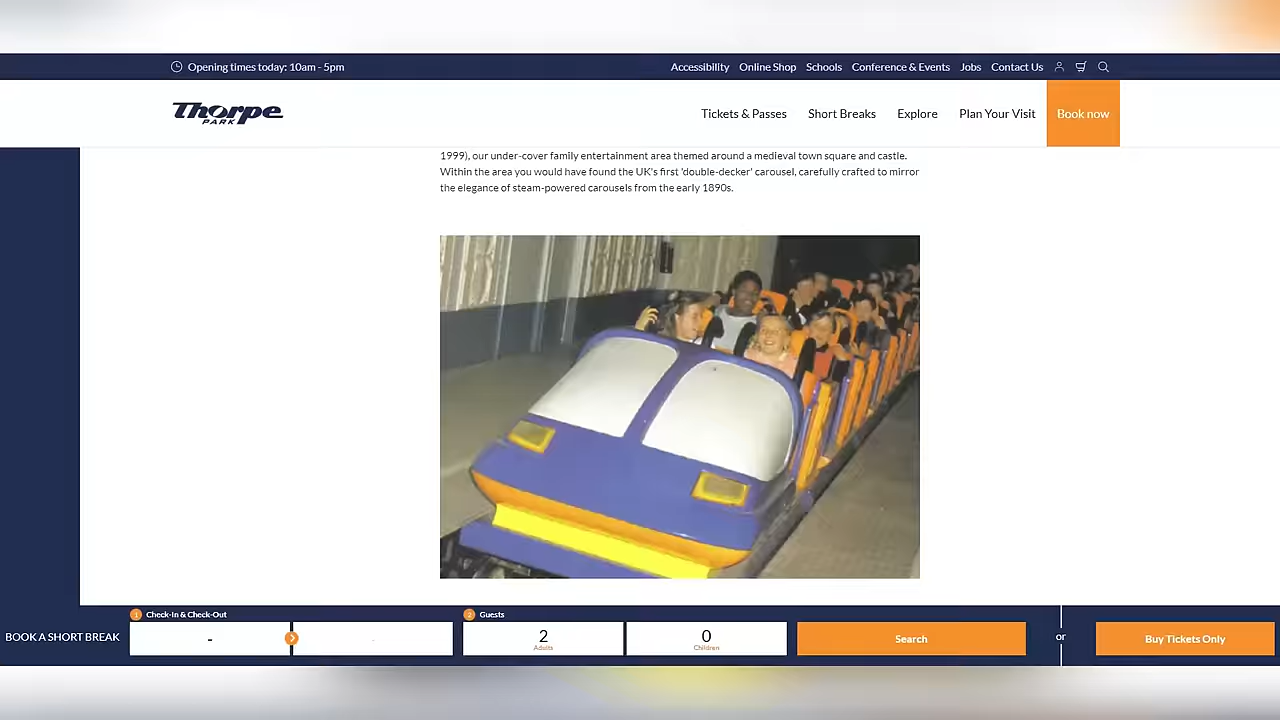 Opening times today: 10am - 5pm
Accessibility Online Shop Schools Conference & Events Jobs Contact Us
Thorpe
PARK
Tickets & Passes Short Breaks Explore Plan Your Visit Book now
1999), our under-cover family entertainment area themed around a medieval town square and castle.
Within the area you would have found the UK's first 'double-decker' carousel, carefully crafted to mirror
the elegance of steam-powered carousels from the early 1890s.
1 Check-In & Check-Out 2 Guests
BOOK A SHORT BREAK - - 2 0 Search or Buy Tickets Only
Adults Children